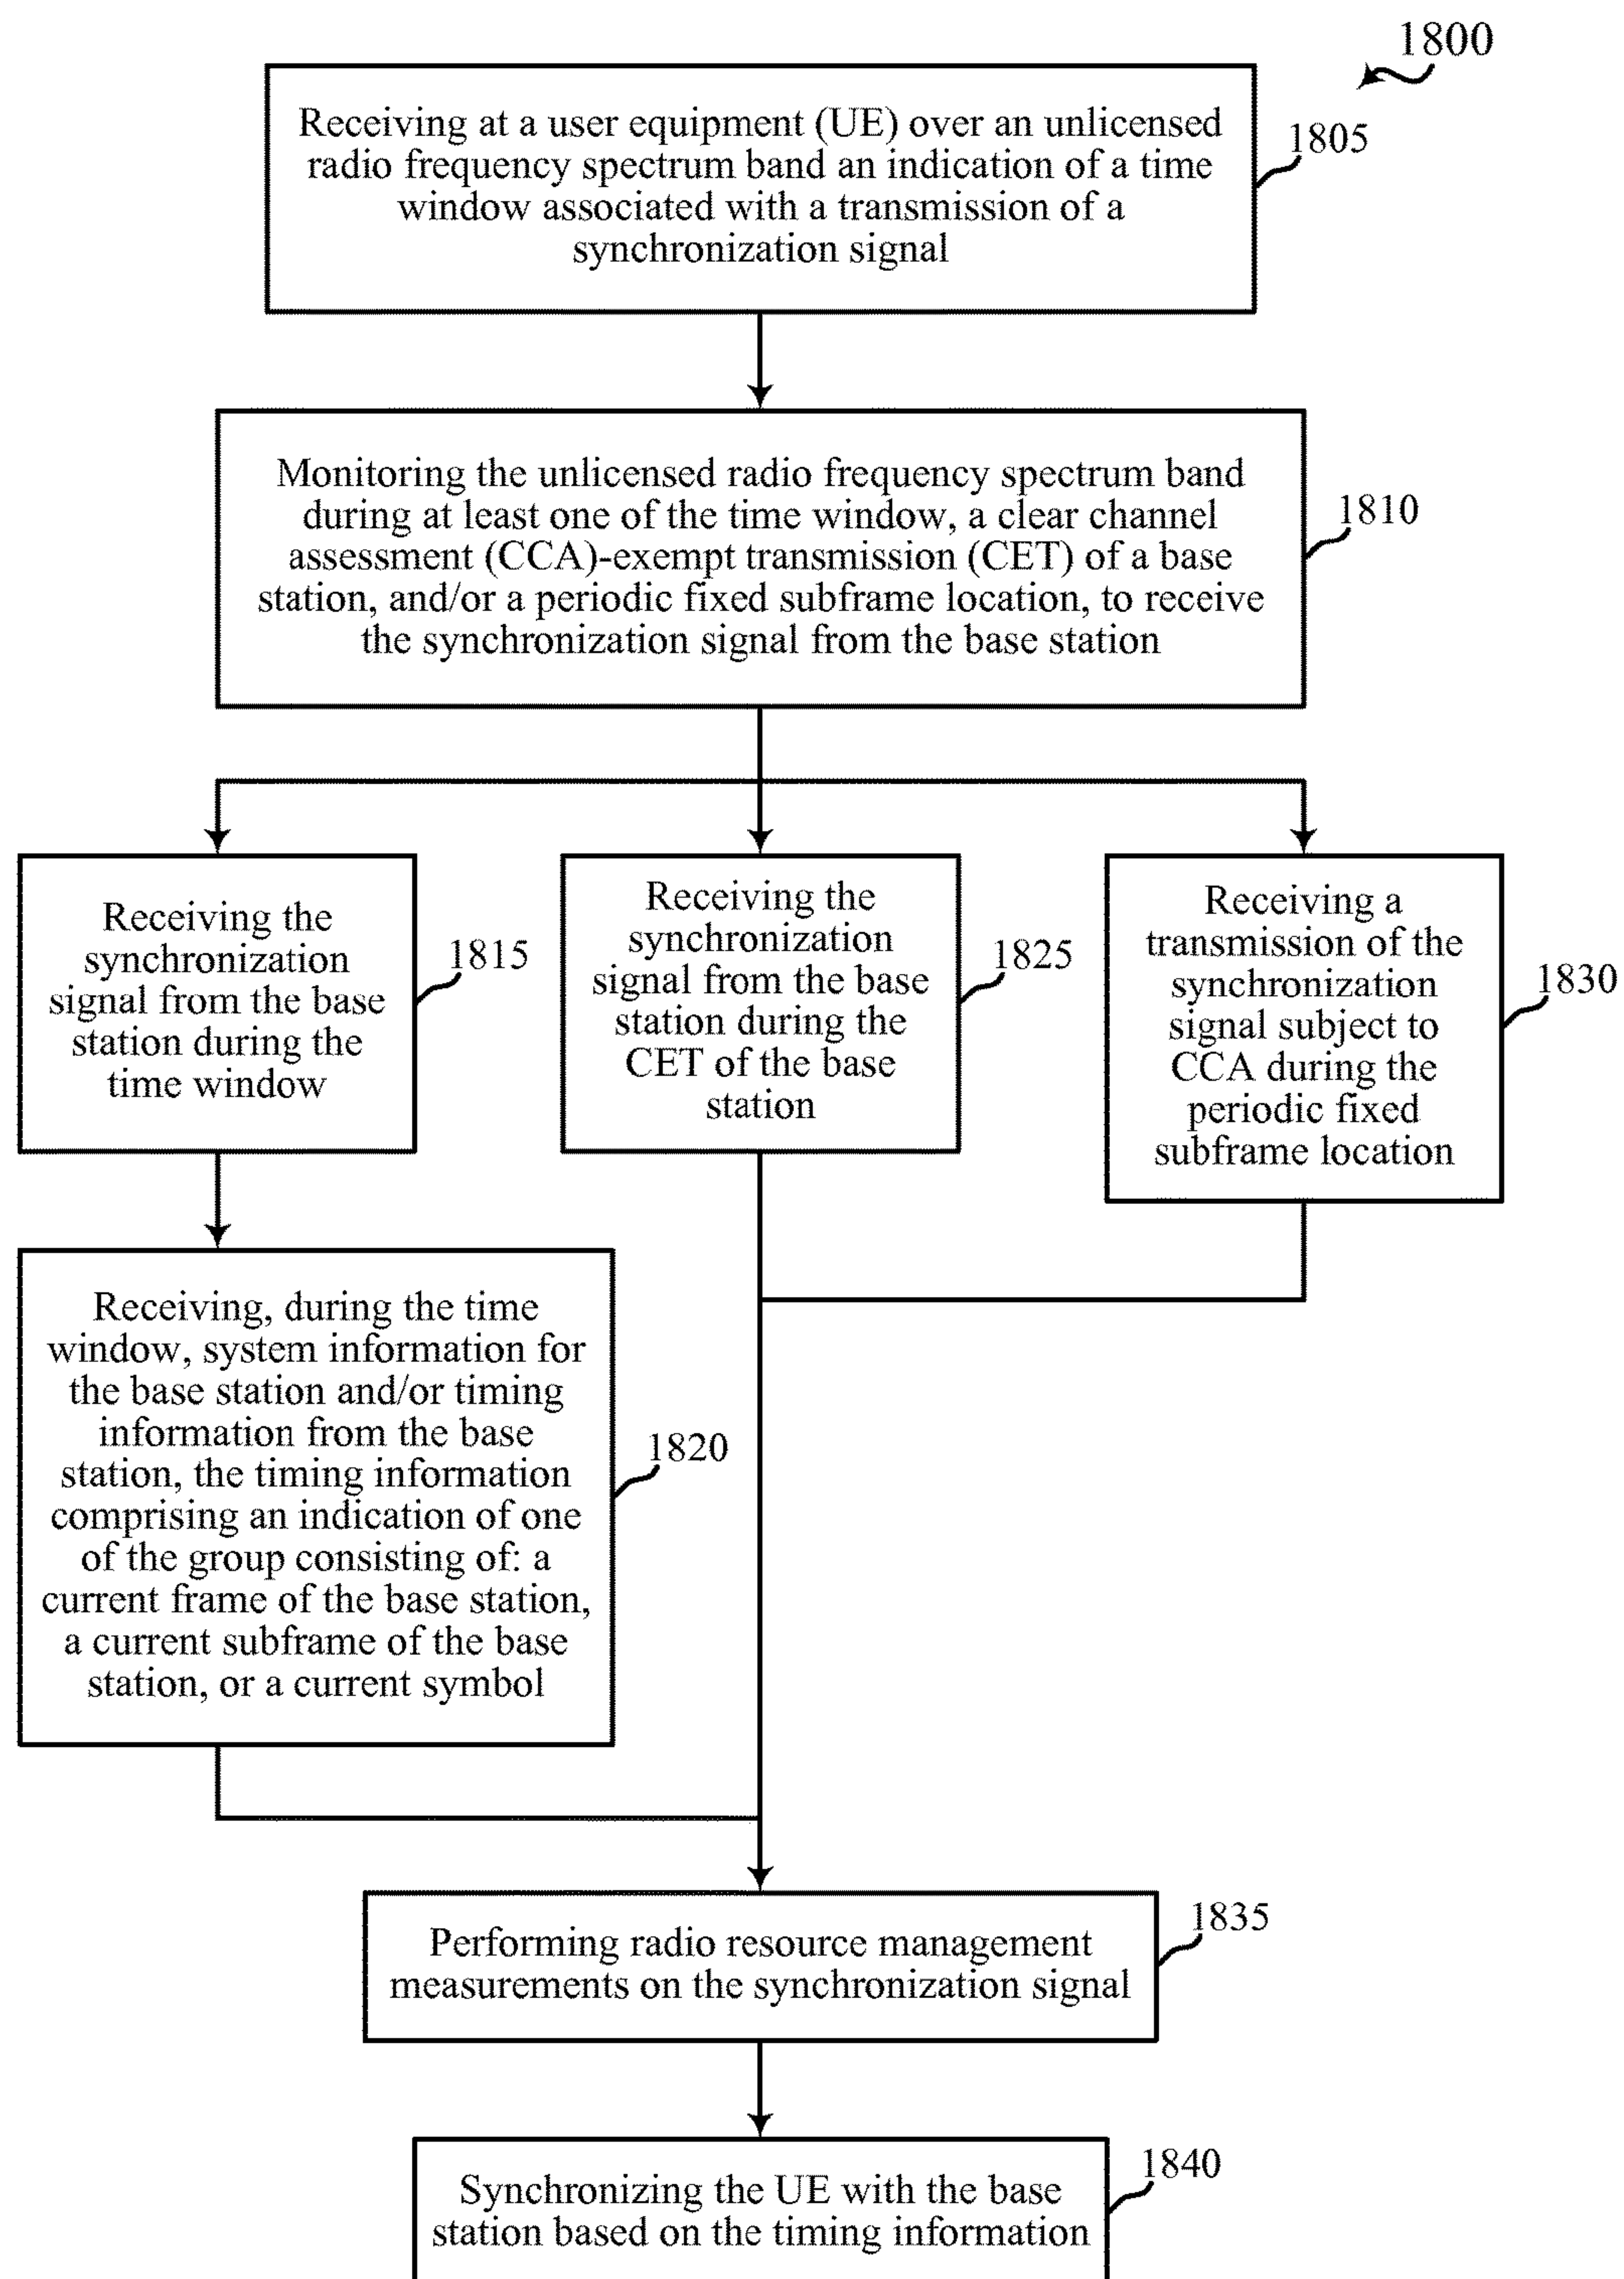 1800
Receiving at a user equipment (UE) over an unlicensed
radio frequency spectrum band an indication of a time
window associated with a transmission of a
synchronization signal
1805
Monitoring the unlicensed radio frequency spectrum band
during at least one of the time window, a clear channel
assessment (CCA)-exempt transmission (CET) of a base
station, and/or a periodic fixed subframe location, to receive
the synchronization signal from the base station
1810
Receiving the
synchronization
signal from the base
station during the
time window
1815
Receiving the
synchronization
signal from the base
station during the
CET of the base
station
1825
Receiving a
transmission of the
synchronization
signal subject to
CCA during the
periodic fixed
subframe location
1830
Receiving, during the time
window, system information for
the base station and/or timing
information from the base
station, the timing information
comprising an indication of one
of the group consisting of: a
current frame of the base station,
a current subframe of the base
station, or a current symbol
1820
Performing radio resource management
measurements on the synchronization signal
1835
Synchronizing the UE with the base
station based on the timing information
1840